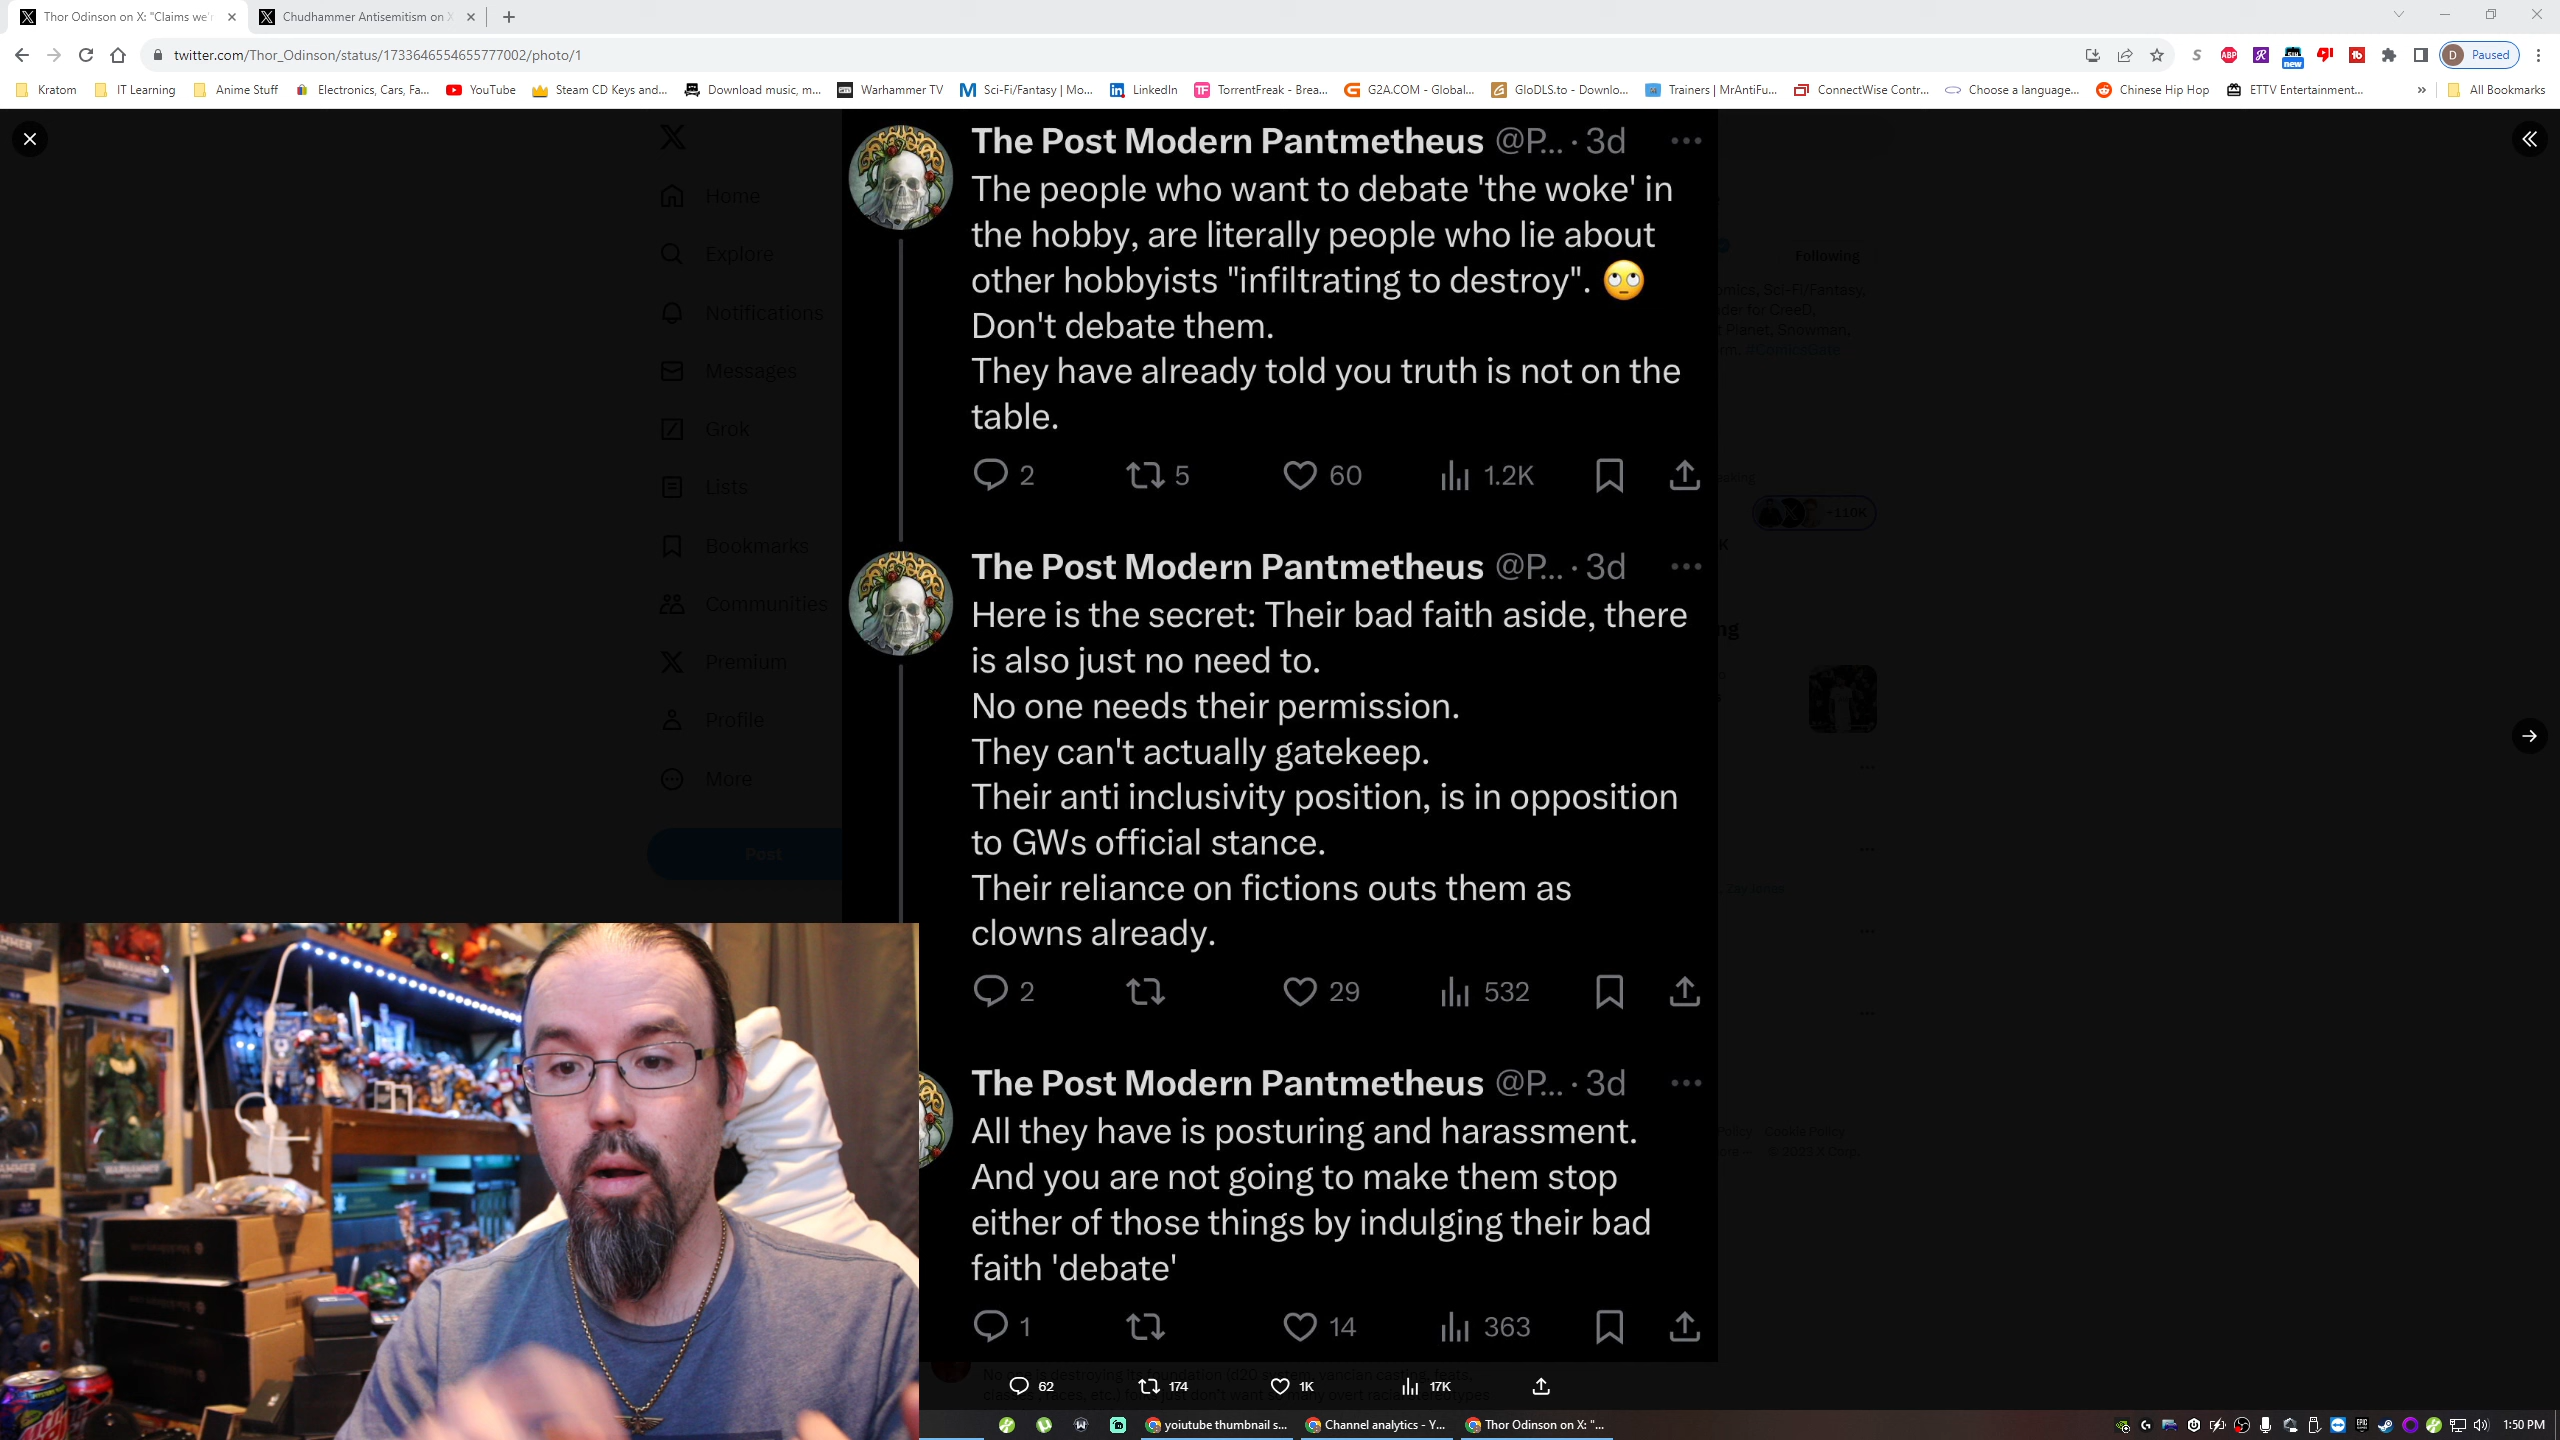 Thor Odinson on X: "Claims we'r
Chudhammer Antisemitism on X
twitter.com/Thor_Odinson/status/1733646554655777002/photo/1
Paused
Kratom
IT Learning
Anime Stuff
Electronics, Cars, Fa...
YouTube
Steam CD Keys and...
Download music, m...
Warhammer TV
Sci-Fi/Fantasy | Mo...
LinkedIn
TorrentFreak - Brea...
G2A.COM - Global...
GloDLS.to - Downlo...
Trainers | MrAntiFu...
ConnectWise Contr...
Choose a language...
Chinese Hip Hop
ETTV Entertainment...
All Bookmarks
Home
Explore
Notifications
Messages
Grok
Lists
Bookmarks
Communities
Premium
Profile
More
Post
The Post Modern Pantmetheus @P... · 3d
The people who want to debate 'the woke' in
the hobby, are literally people who lie about
other hobbyists "infiltrating to destroy". 🙄
Don't debate them.
They have already told you truth is not on the
table.
2 5 60 1.2K
The Post Modern Pantmetheus @P... · 3d
Here is the secret: Their bad faith aside, there
is also just no need to.
No one needs their permission.
They can't actually gatekeep.
Their anti inclusivity position, is in opposition
to GWs official stance.
Their reliance on fictions outs them as
clowns already.
2 29 532
The Post Modern Pantmetheus @P... · 3d
All they have is posturing and harassment.
And you are not going to make them stop
either of those things by indulging their bad
faith 'debate'
1 14 363
62 174 1K 17K
Following
+110K
yoiutube thumbnail s...
Channel analytics - Y...
Thor Odinson on X: "...
1:50 PM